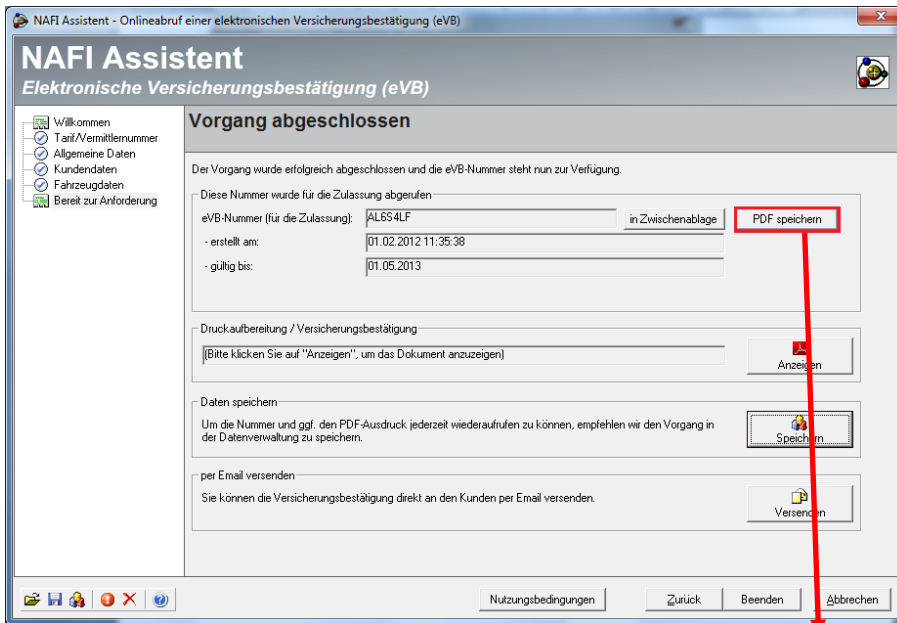 NAFI Assistent - Onlineabruf einer elektronischen Versicherungsbestätigung (eVB)
NAFI Assistent
Elektronische Versicherungsbestätigung (eVB)
Willkommen
Tarif/Vermittlernummer
Allgemeine Daten
Kundendaten
Fahrzeugdaten
Bereit zur Anforderung
Vorgang abgeschlossen
Der Vorgang wurde erfolgreich abgeschlossen und die eVB-Nummer steht nun zur Verfügung.
Diese Nummer wurde für die Zulassung abgerufen
eVB-Nummer (für die Zulassung): AL6S4LF in Zwischenablage PDF speichern
- erstellt am: 01.02.2012 11:35:38
- gültig bis: 01.05.2013
Druckaufbereitung / Versicherungsbestätigung
(Bitte klicken Sie auf "Anzeigen", um das Dokument anzuzeigen)
Anzeigen
Daten speichern
Um die Nummer und ggf. den PDF-Ausdruck jederzeit wiederaufrufen zu können, empfehlen wir den Vorgang in
der Datenverwaltung zu speichern.
Speichern
per Email versenden
Sie können die Versicherungsbestätigung direkt an den Kunden per Email versenden.
Versenden
Nutzungsbedingungen Zurück Beenden Abbrechen